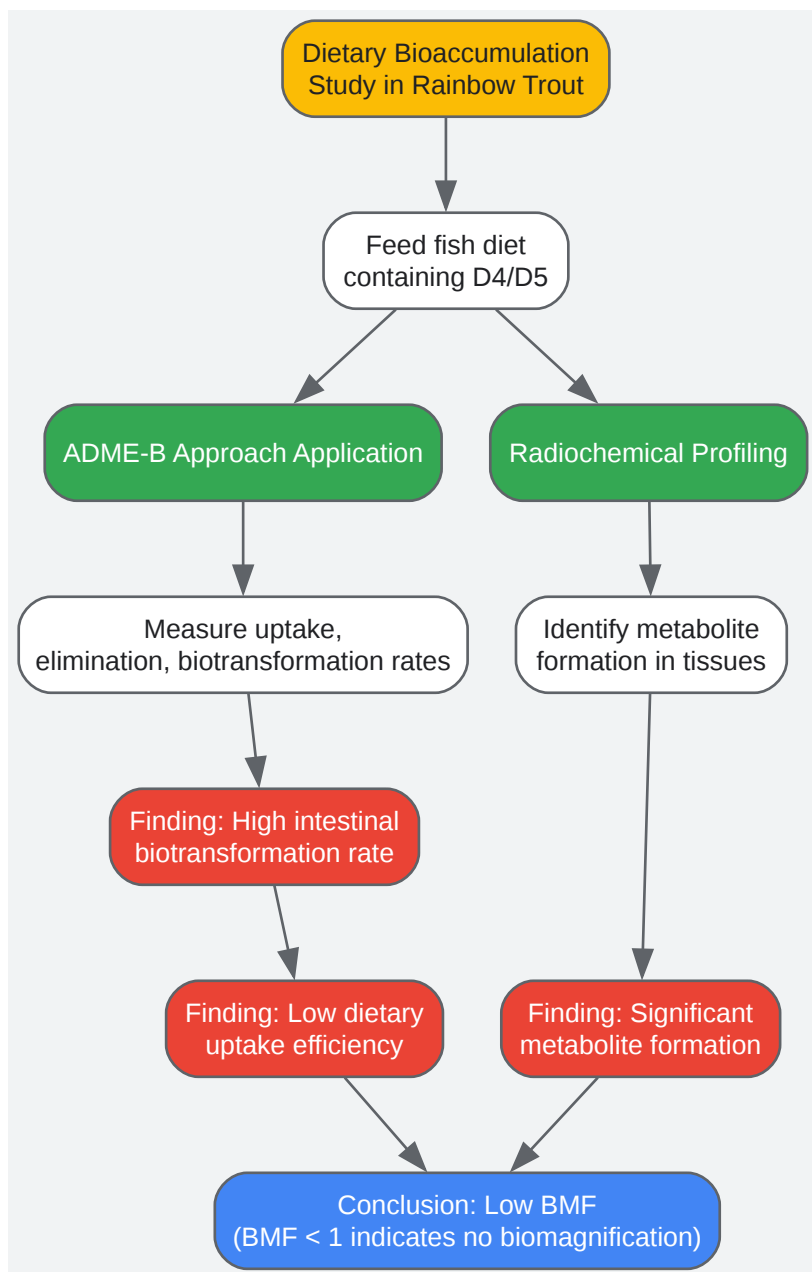 Dietary Bioaccumulation
Study in Rainbow Trout
Feed fish diet
containing D4/D5
ADME-B Approach Application
Radiochemical Profiling
Measure uptake,
elimination, biotransformation rates
Identify metabolite
formation in tissues
Finding: High intestinal
biotransformation rate
Finding: Low dietary
uptake efficiency
Finding: Significant
metabolite formation
Conclusion: Low BMF
(BMF < 1 indicates no biomagnification)